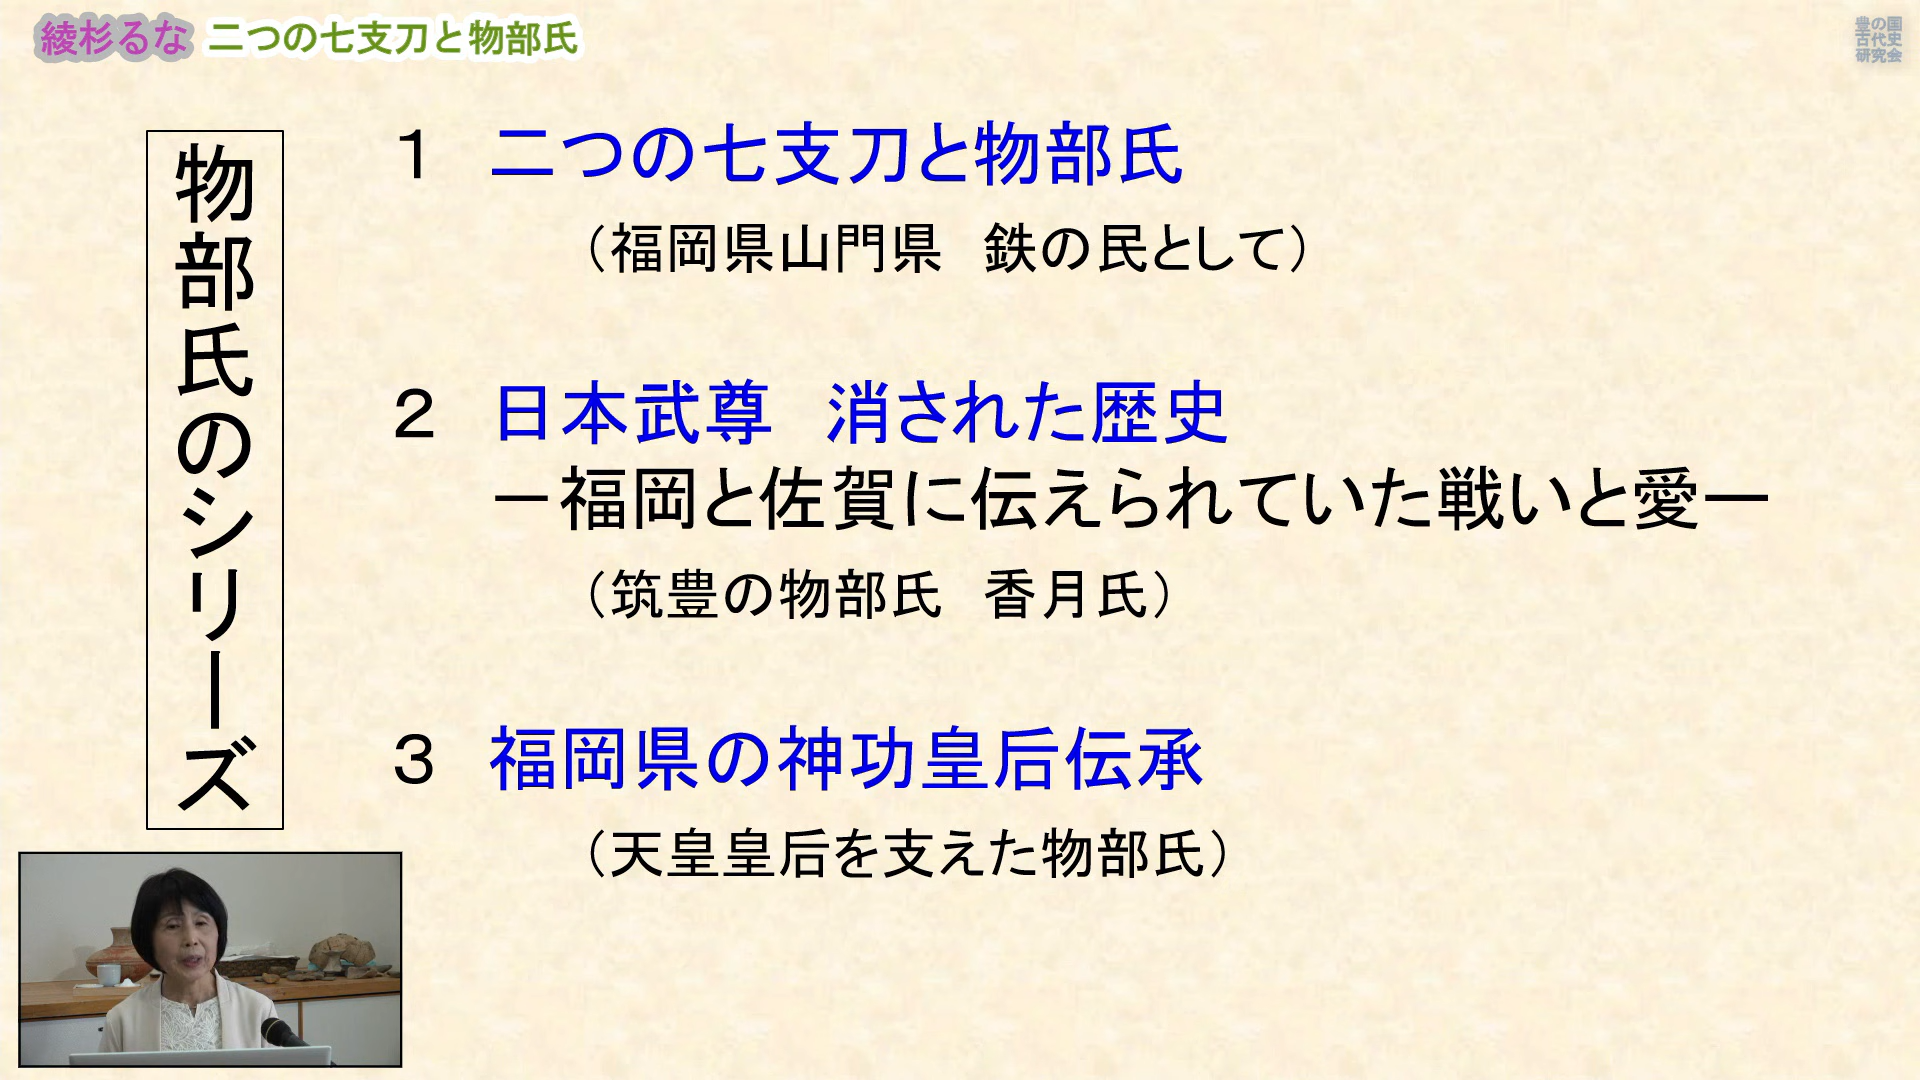 綾杉るな 二つの七支刀と物部氏
豊の国
古代史
研究会
物部氏のシリーズ
1 二つの七支刀と物部氏
（福岡県山門県 鉄の民として）
2 日本武尊 消された歴史
－福岡と佐賀に伝えられていた戦いと愛－
（筑豊の物部氏 香月氏）
3 福岡県の神功皇后伝承
（天皇皇后を支えた物部氏）